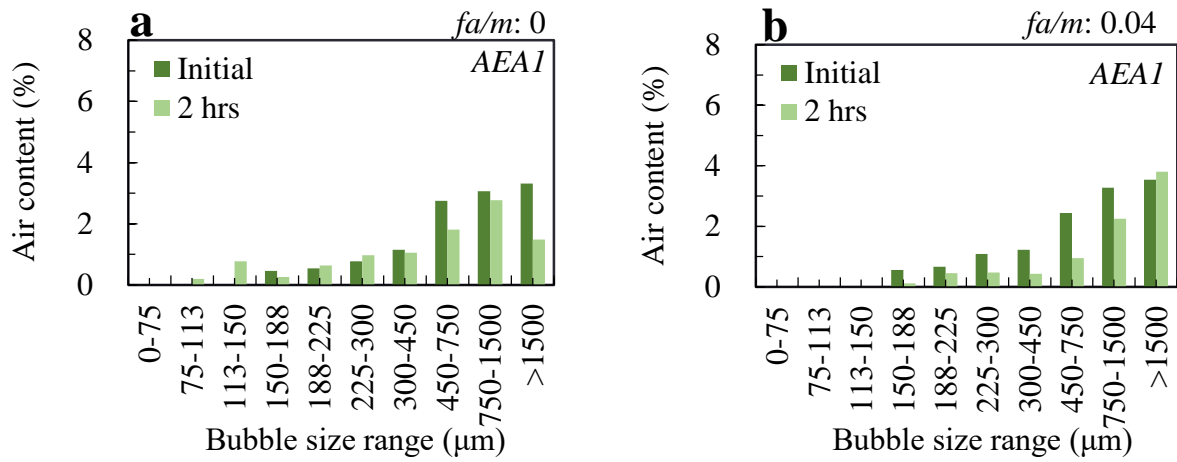 a
fa/m: 0
AEA1
Initial
2 hrs
Air content (%)
8
6
4
2
0
0-75
75-113
113-150
150-188
188-225
225-300
300-450
450-750
750-1500
>1500
Bubble size range (μm)
b
fa/m: 0.04
AEA1
Initial
2 hrs
Air content (%)
8
6
4
2
0
0-75
75-113
113-150
150-188
188-225
225-300
300-450
450-750
750-1500
>1500
Bubble size range (μm)